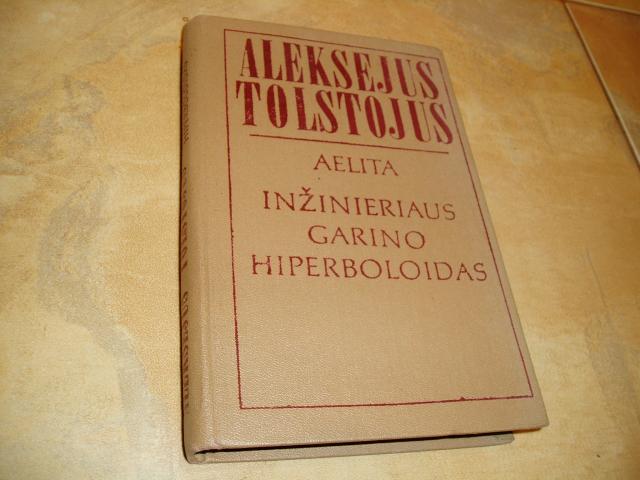 ALEKSEJUS
TOLSTOJUS
AELITA
INŽINIERIAUS
GARINO
HIPERBOLOIDAS